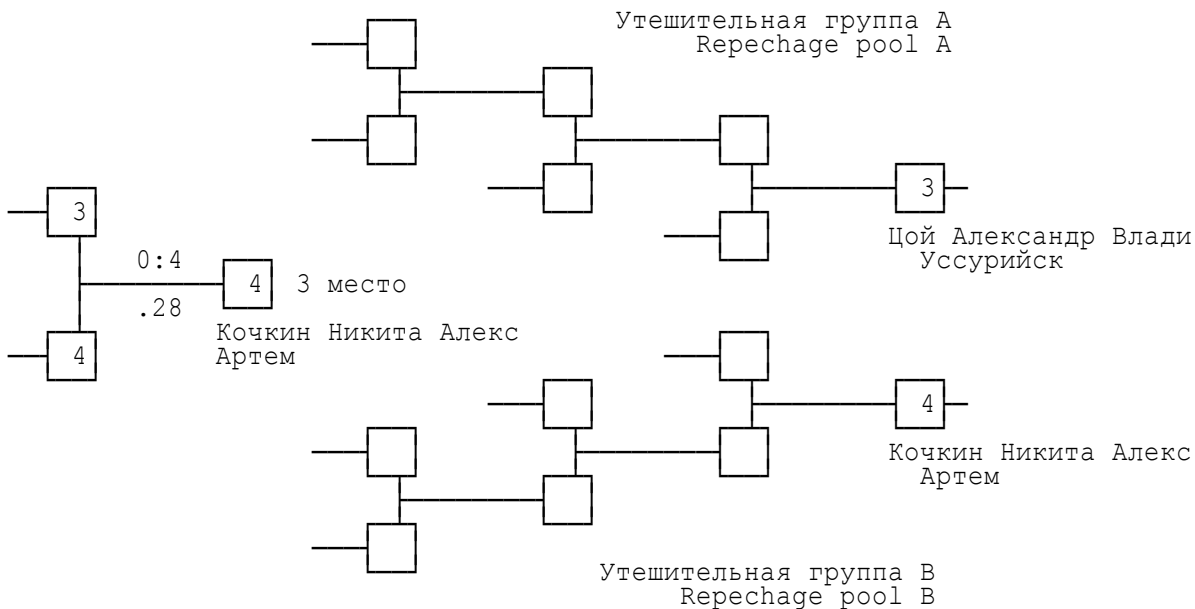 Утешительная группа А
Repechage pool A
3
Цой Александр Влади
Уссурийск
3
0:4
4 3 место
.28
Кочкин Никита Алекс
Артем
4
4
Кочкин Никита Алекс
Артем
Утешительная группа В
Repechage pool B